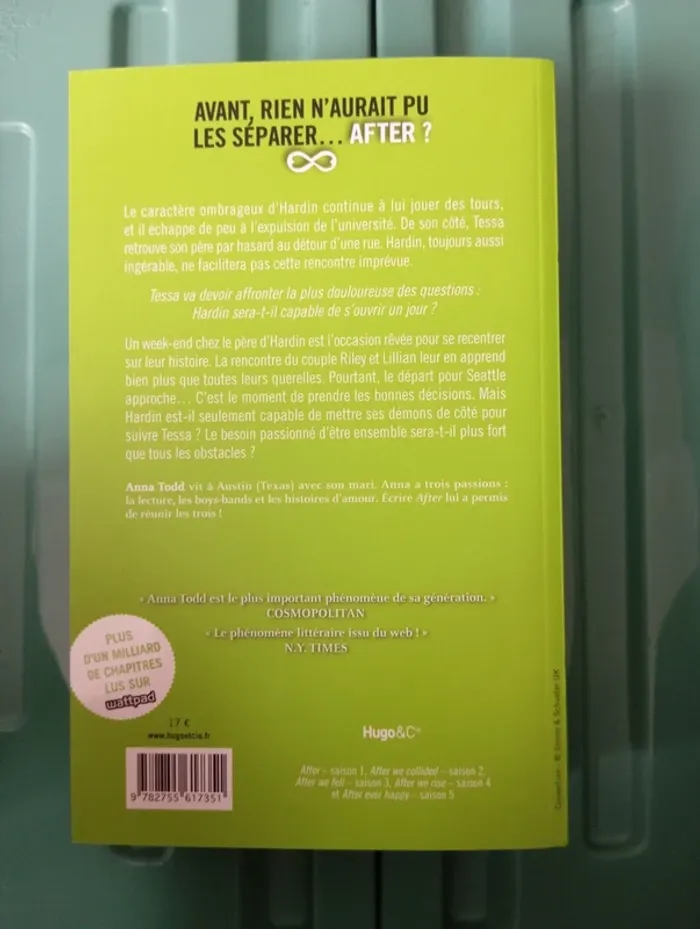 AVANT, RIEN N'AURAIT PU
LES SÉPARER... AFTER ?
Le caractère ombrageux d'Hardin continue à lui jouer des tours,
et il échappe de peu à l'expulsion de l'université. De son côté, Tessa
retrouve son père par hasard au détour d'une rue. Hardin, toujours aussi
ingérable, ne facilitera pas cette rencontre imprévue.
Tessa va devoir affronter la plus douloureuse des questions :
Hardin sera-t-il capable de s'ouvrir un jour ?
Un week-end chez le père d'Hardin est l'occasion rêvée pour se recentrer
sur leur histoire. La rencontre du couple Riley et Lillian leur en apprend
bien plus que toutes leurs querelles. Pourtant, le départ pour Seattle
approche... C'est le moment de prendre les bonnes décisions. Mais
Hardin est-il seulement capable de mettre ses démons de côté pour
suivre Tessa ? Le besoin passionné d'être ensemble sera-t-il plus fort
que tous les obstacles ?
Anna Todd vit à Austin (Texas) avec son mari. Anna a trois passions :
la lecture, les boys-bands et les histoires d'amour. Écrire After lui a permis
de réunir les trois !
« Anna Todd est le plus important phénomène de sa génération. »
COSMOPOLITAN
« Le phénomène littéraire issu du web ! »
N.Y. TIMES
PLUS
D'UN MILLIARD
DE CHAPITRES
LUS SUR
wattpad
17 €
www.hugoetcie.fr
9 782755 617351
Hugo&Cie
After – saison 1, After we collided – saison 2,
After we fell – saison 3, After we rise – saison 4
et After ever happy – saison 5
Couverture : © Simon & Schuster UK